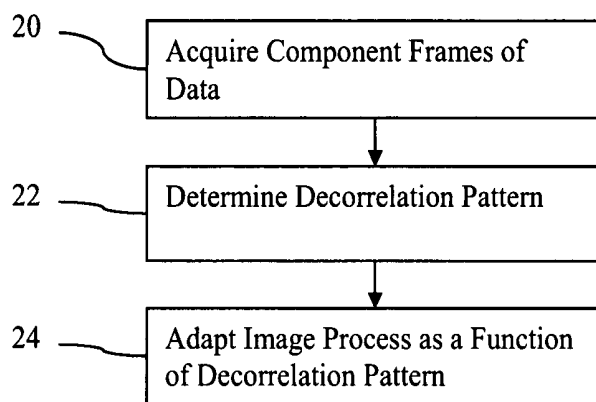 20
Acquire Component Frames of
Data
22
Determine Decorrelation Pattern
24
Adapt Image Process as a Function
of Decorrelation Pattern